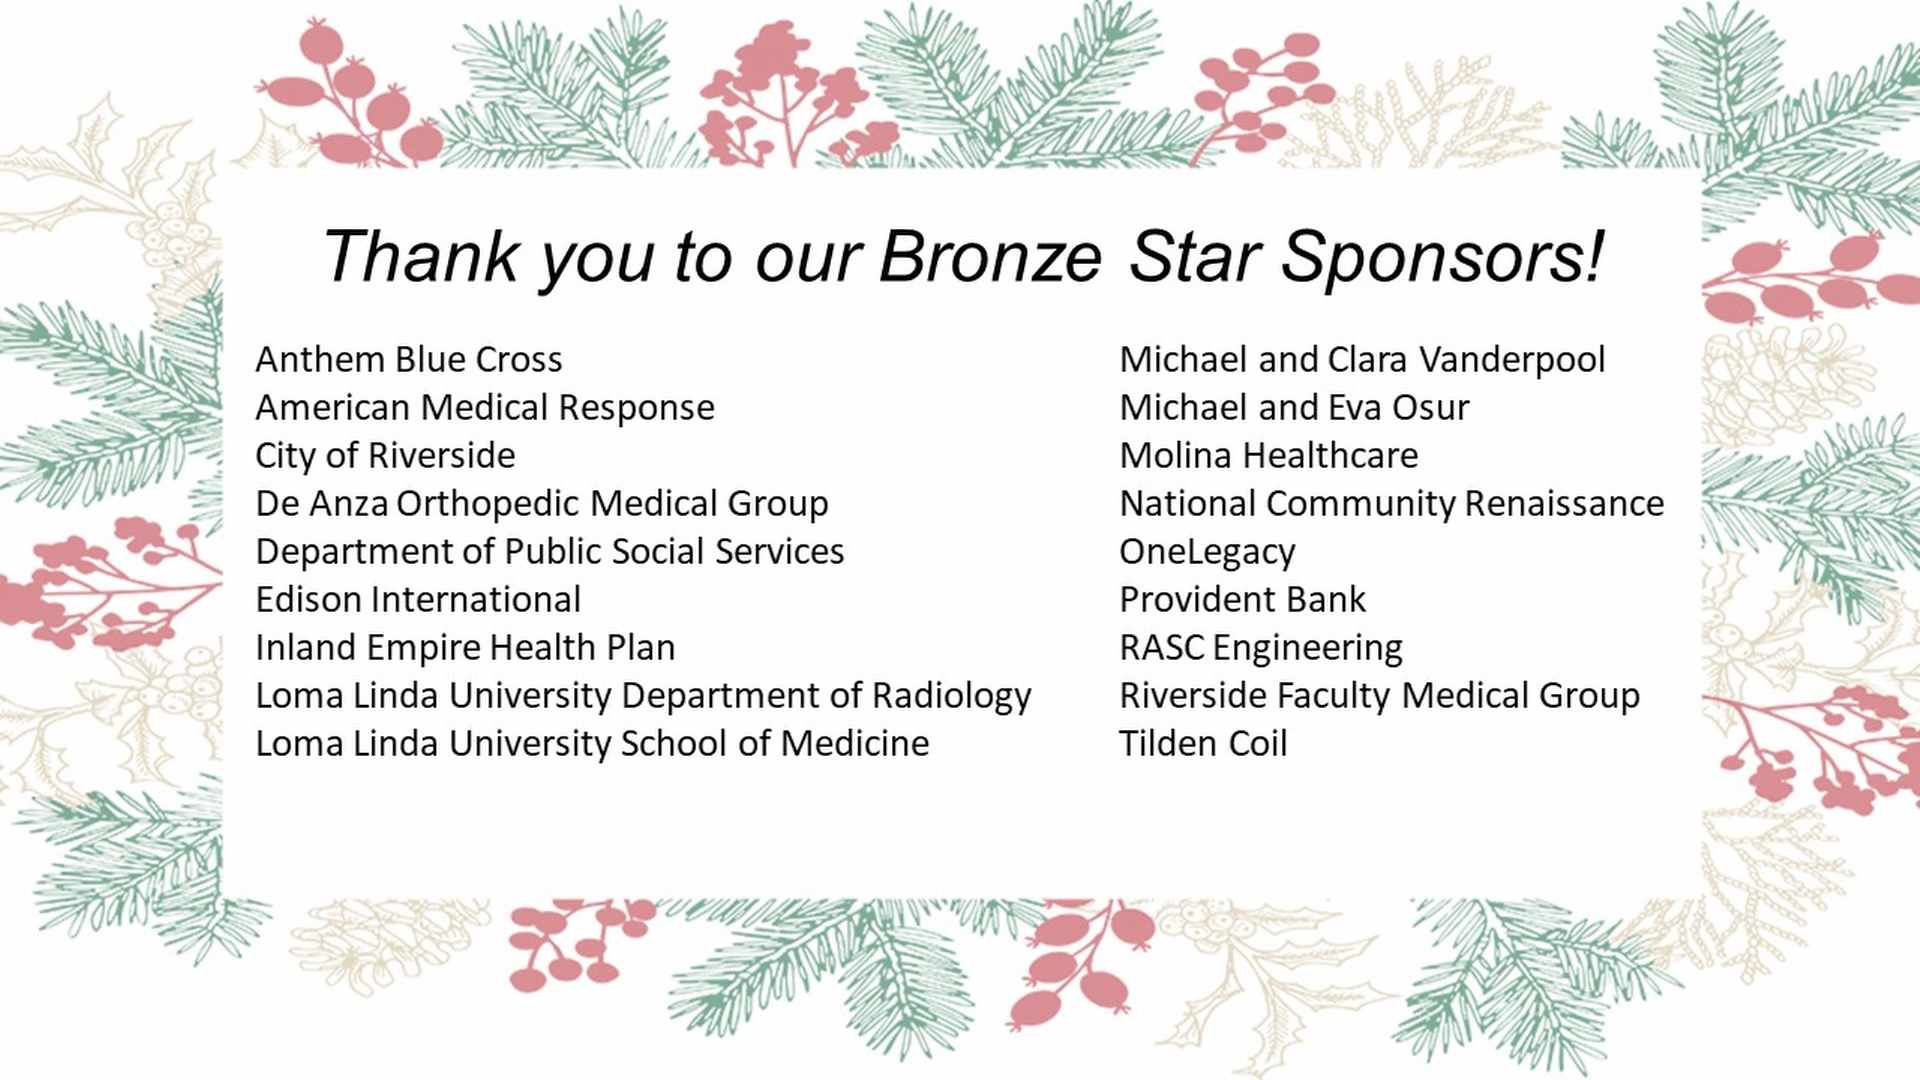 Thank you to our Bronze Star Sponsors!
Anthem Blue Cross
American Medical Response
City of Riverside
De Anza Orthopedic Medical Group
Department of Public Social Services
Edison International
Inland Empire Health Plan
Loma Linda University Department of Radiology
Loma Linda University School of Medicine
Michael and Clara Vanderpool
Michael and Eva Osur
Molina Healthcare
National Community Renaissance
OneLegacy
Provident Bank
RASC Engineering
Riverside Faculty Medical Group
Tilden Coil